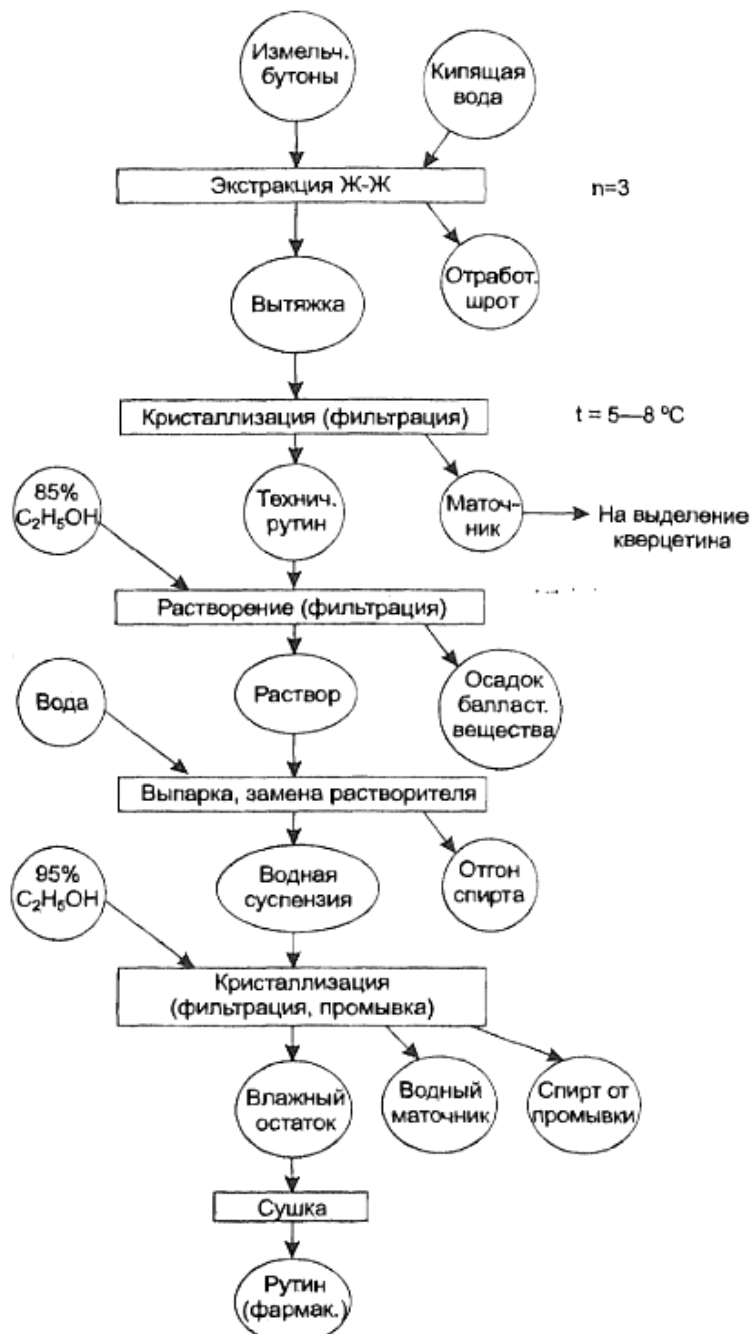 Измельч.
бутоны
Кипящая
вода
Экстракция Ж-Ж
n=3
Вытяжка
Отработ.
шрот
Кристаллизация (фильтрация)
t = 5—8 ºC
85%
C₂H₅OH
Технич.
рутин
Маточ-
ник
На выделение
кверцетина
Растворение (фильтрация)
Вода
Раствор
Осадок
балласт.
вещества
Выпарка, замена растворителя
95%
C₂H₅OH
Водная
суспензия
Отгон
спирта
Кристаллизация
(фильтрация, промывка)
Влажный
остаток
Водный
маточник
Спирт от
промывки
Сушка
Рутин
(фармак.)